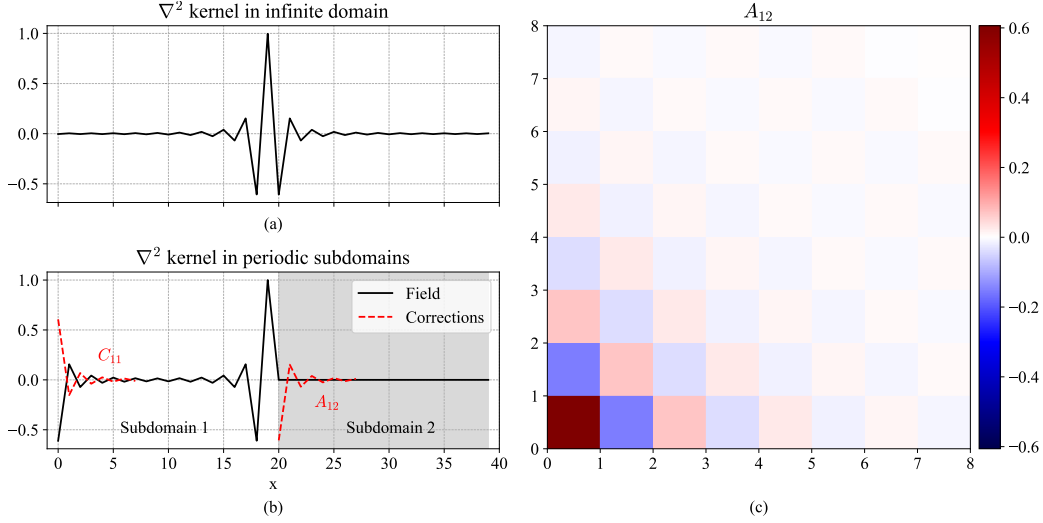 ∇² kernel in infinite domain
1.0
0.5
0.0
−0.5
(a)
∇² kernel in periodic subdomains
1.0
0.5
0.0
−0.5
Field
Corrections
C₁₁
A₁₂
Subdomain 1
Subdomain 2
0 5 10 15 20 25 30 35 40
x
(b)
A₁₂
8
7
6
5
4
3
2
1
0
0 1 2 3 4 5 6 7 8
(c)
0.6
0.4
0.2
0.0
−0.2
−0.4
−0.6